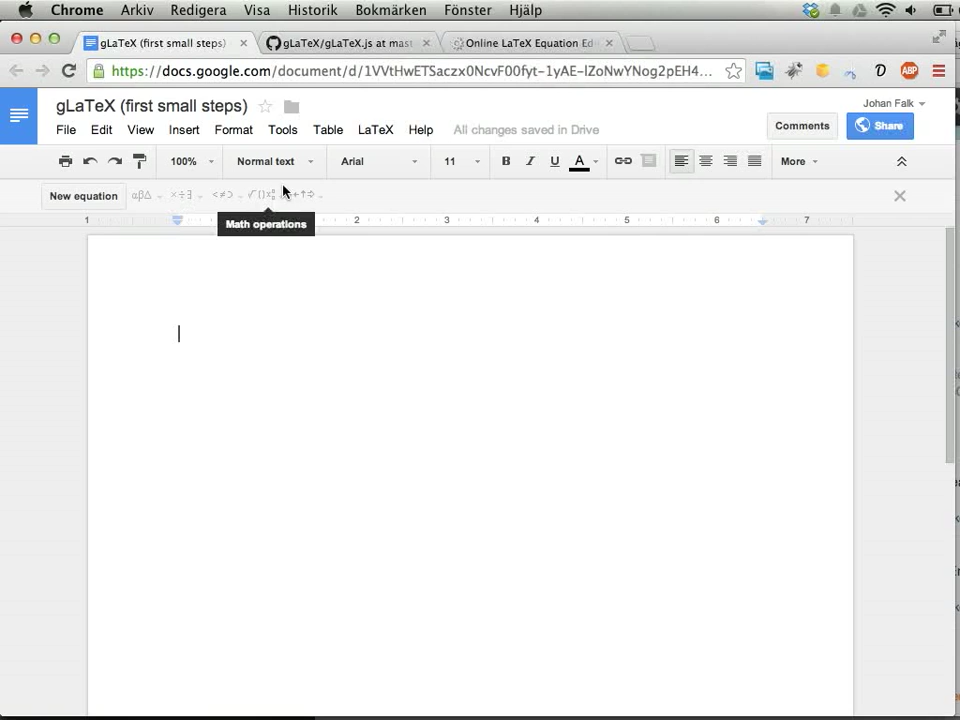 Chrome Arkiv Redigera Visa Historik Bokmärken Fönster Hjälp
gLaTeX (first small steps) gLaTeX/gLaTeX.js at mast Online LaTeX Equation Edi
https://docs.google.com/document/d/1VVtHwETSaczx0NcvF00fyt-1yAE-lZoNwYNog2pEH4...
gLaTeX (first small steps) Johan Falk
File Edit View Insert Format Tools Table LaTeX Help All changes saved in Drive Comments Share
100% Normal text Arial 11 B I U A More
New equation αβΔ
1 2 3 4 5 6 7
Math operations